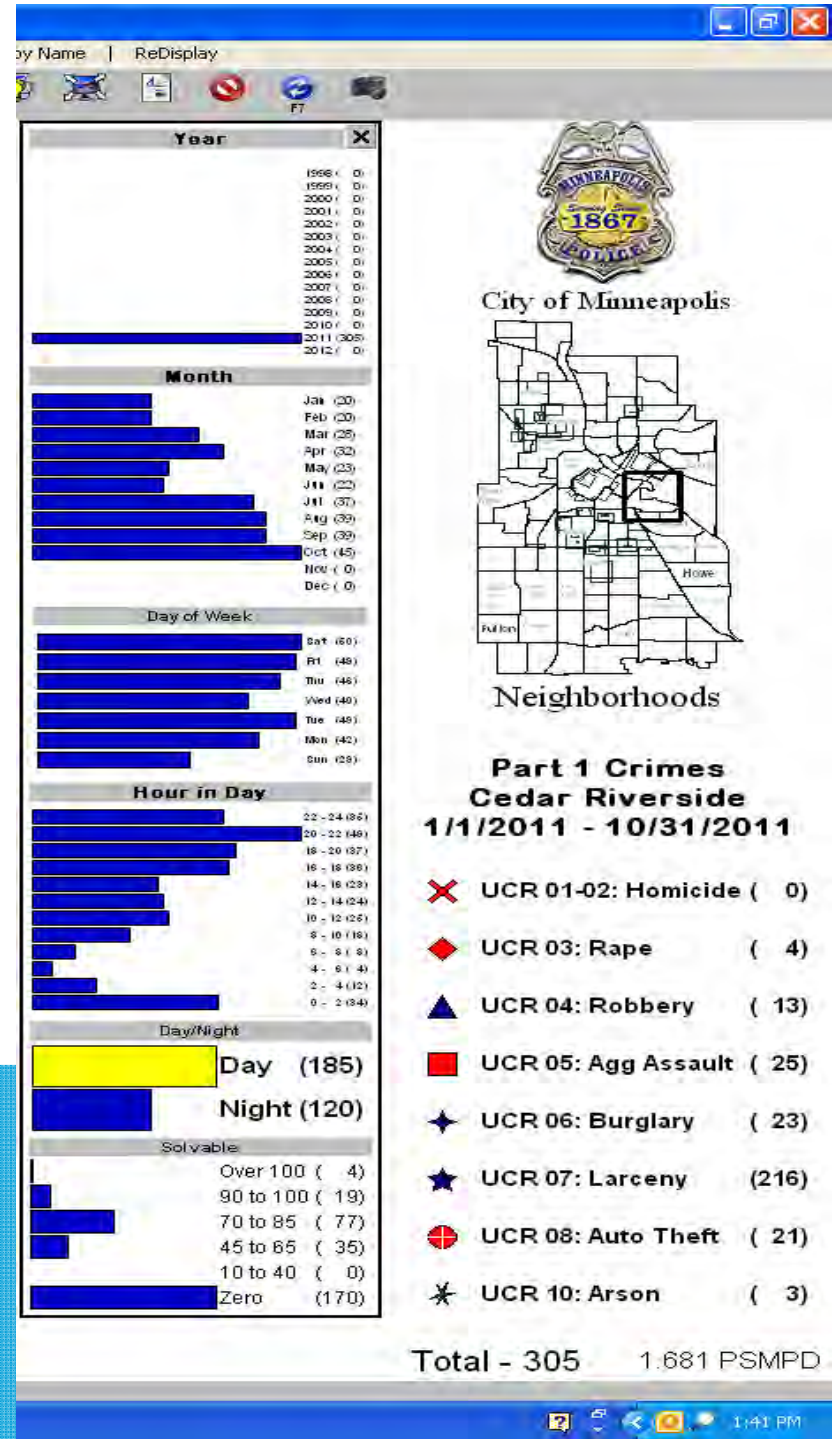 by Name | ReDisplay
F7
Year
1998 ( 0)
1999 ( 0)
2000 ( 0)
2001 ( 0)
2002 ( 0)
2003 ( 0)
2004 ( 0)
2005 ( 0)
2006 ( 0)
2007 ( 0)
2008 ( 0)
2009 ( 0)
2010 ( 0)
2011 (305)
2012 ( 0)
Month
Jan (20)
Feb (20)
Mar (28)
Apr (32)
May (23)
Jun (22)
Jul (37)
Aug (39)
Sep (39)
Oct (45)
Nov ( 0)
Dec ( 0)
Day of Week
Sat (50)
Fri (49)
Thu (46)
Wed (40)
Tue (49)
Mon (42)
Sun (29)
Hour in Day
22 - 24 (35)
20 - 22 (49)
18 - 20 (37)
16 - 18 (36)
14 - 16 (23)
12 - 14 (24)
10 - 12 (25)
8 - 10 (18)
6 - 8 ( 8)
4 - 6 ( 4)
2 - 4 (12)
0 - 2 (34)
Day/Night
Day (185)
Night (120)
Solvable
Over 100 ( 4)
90 to 100 ( 19)
70 to 85 ( 77)
45 to 65 ( 35)
10 to 40 ( 0)
Zero (170)
MINNEAPOLIS
1867
POLICE
City of Minneapolis
Howe
Fulton
Neighborhoods
Part 1 Crimes
Cedar Riverside
1/1/2011 - 10/31/2011
UCR 01-02: Homicide ( 0)
UCR 03: Rape ( 4)
UCR 04: Robbery ( 13)
UCR 05: Agg Assault ( 25)
UCR 06: Burglary ( 23)
UCR 07: Larceny (216)
UCR 08: Auto Theft ( 21)
UCR 10: Arson ( 3)
Total - 305 1.681 PSMPD
1:41 PM